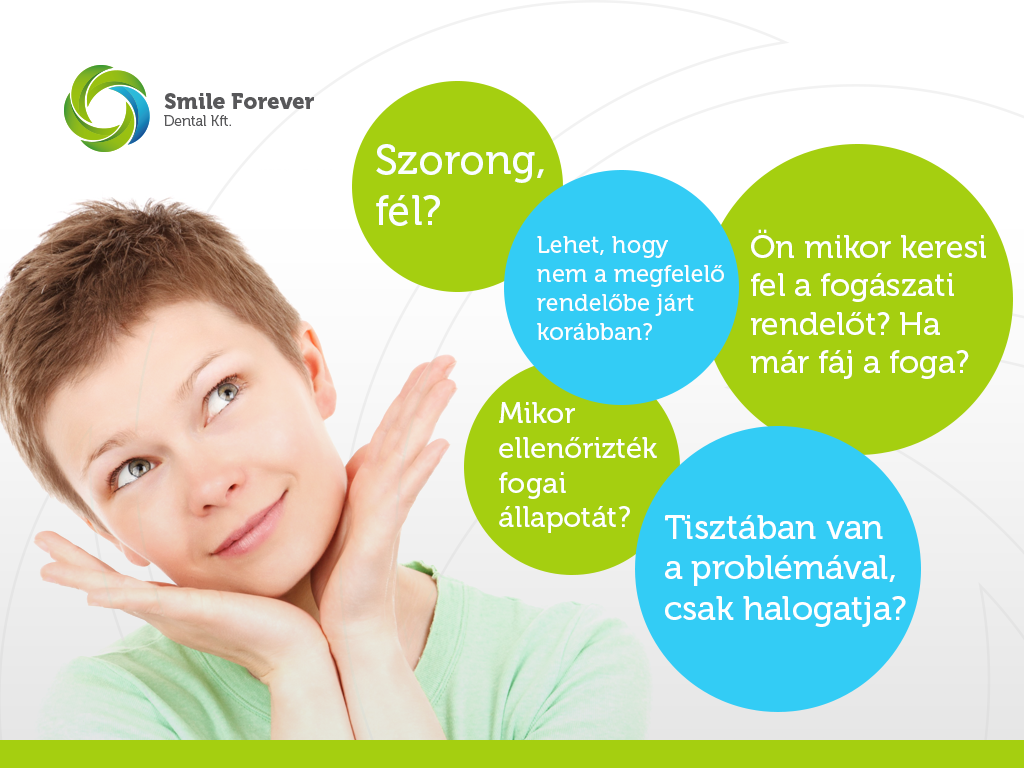 Smile Forever
Dental Kft.
Szorong,
fél?
Lehet, hogy
nem a megfelelő
rendelőbe járt
korábban?
Ön mikor keresi
fel a fogászati
rendelőt? Ha
már fáj a foga?
Mikor
ellenőrizték
fogai
állapotát?
Tisztában van
a problémával,
csak halogatja?